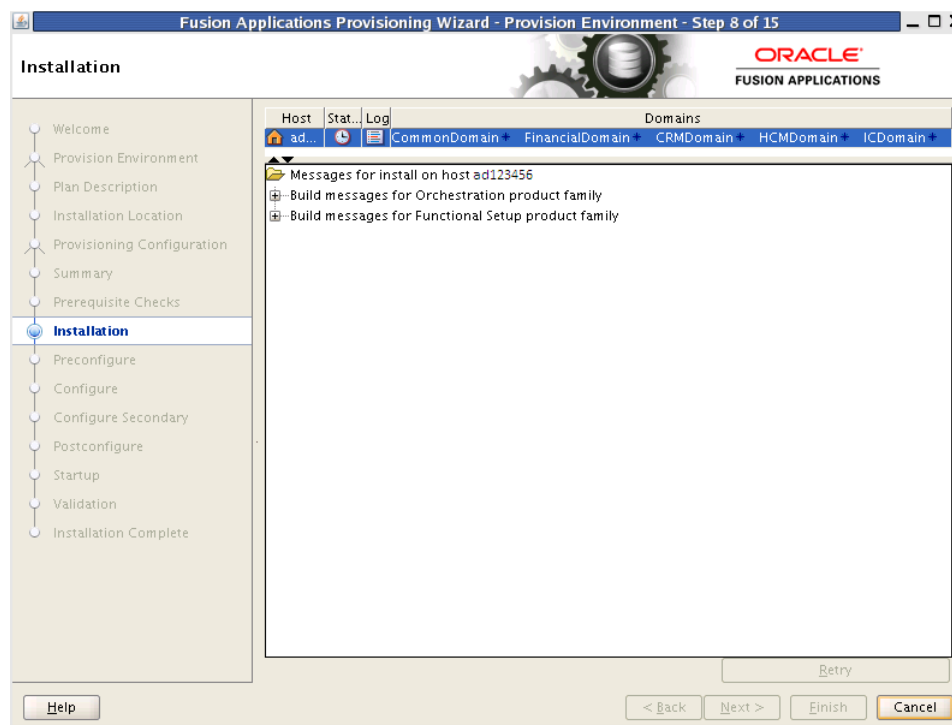 Fusion Applications Provisioning Wizard - Provision Environment - Step 8 of 15
Installation
ORACLE
FUSION APPLICATIONS
Welcome
Provision Environment
Plan Description
Installation Location
Provisioning Configuration
Summary
Prerequisite Checks
Installation
Preconfigure
Configure
Configure Secondary
Postconfigure
Startup
Validation
Installation Complete
Host Stat... Log Domains
ad... CommonDomain+ FinancialDomain+ CRMDomain+ HCMDomain+ ICDomain+
Messages for install on host ad123456
Build messages for Orchestration product family
Build messages for Functional Setup product family
Retry
Help < Back Next > Finish Cancel